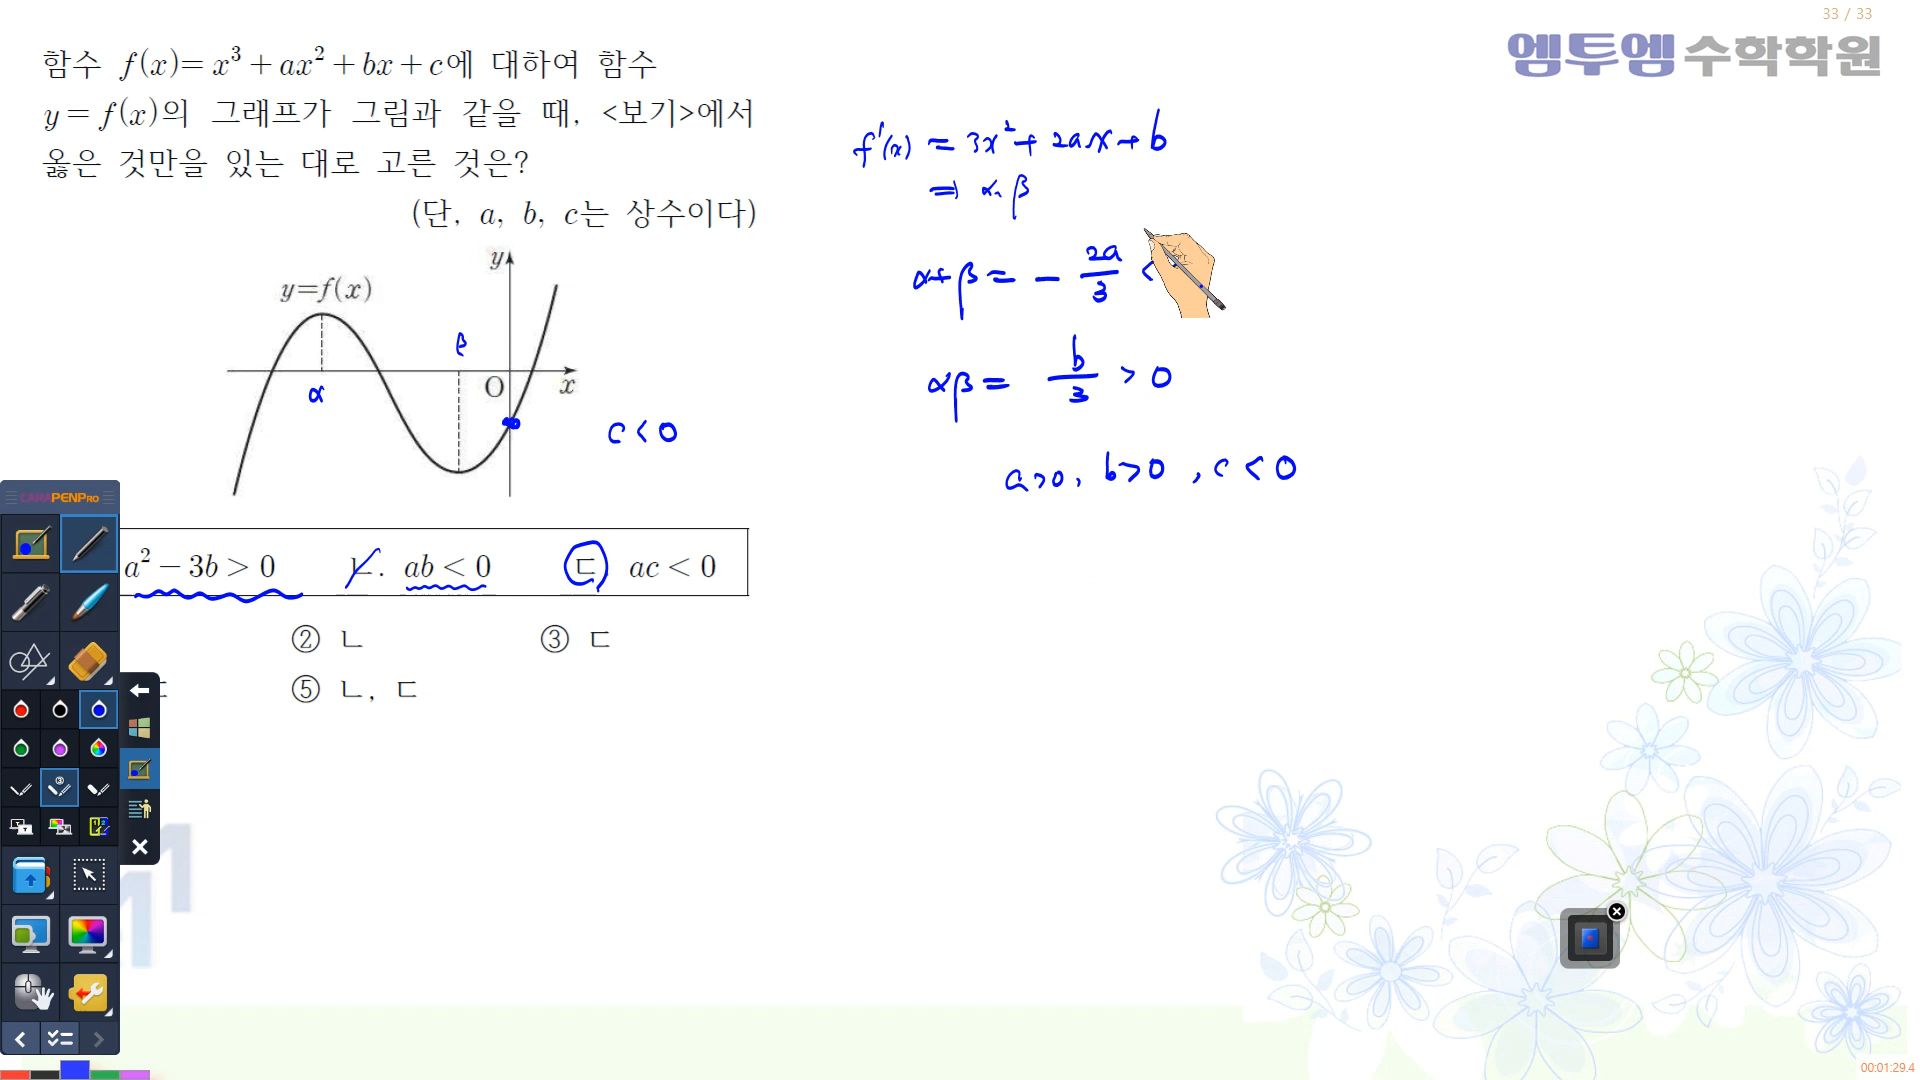 33 / 33
엠투엠 수학학원
함수 f(x)= x³ + ax² + bx + c에 대하여 함수
y = f(x)의 그래프가 그림과 같을 때, <보기>에서
옳은 것만을 있는 대로 고른 것은?
(단, a, b, c는 상수이다)
y
y=f(x)
β
α
O
x
c < 0
f'(x) = 3x² + 2ax + b
⇒ α, β
α+β = - 2a/3 <
αβ = b/3 > 0
a>0, b>0, c<0
a² − 3b > 0 ㄴ. ab < 0 ㄷ. ac < 0
② ㄴ ③ ㄷ
⑤ ㄴ, ㄷ
CARAPENPRO
00:01:29.4